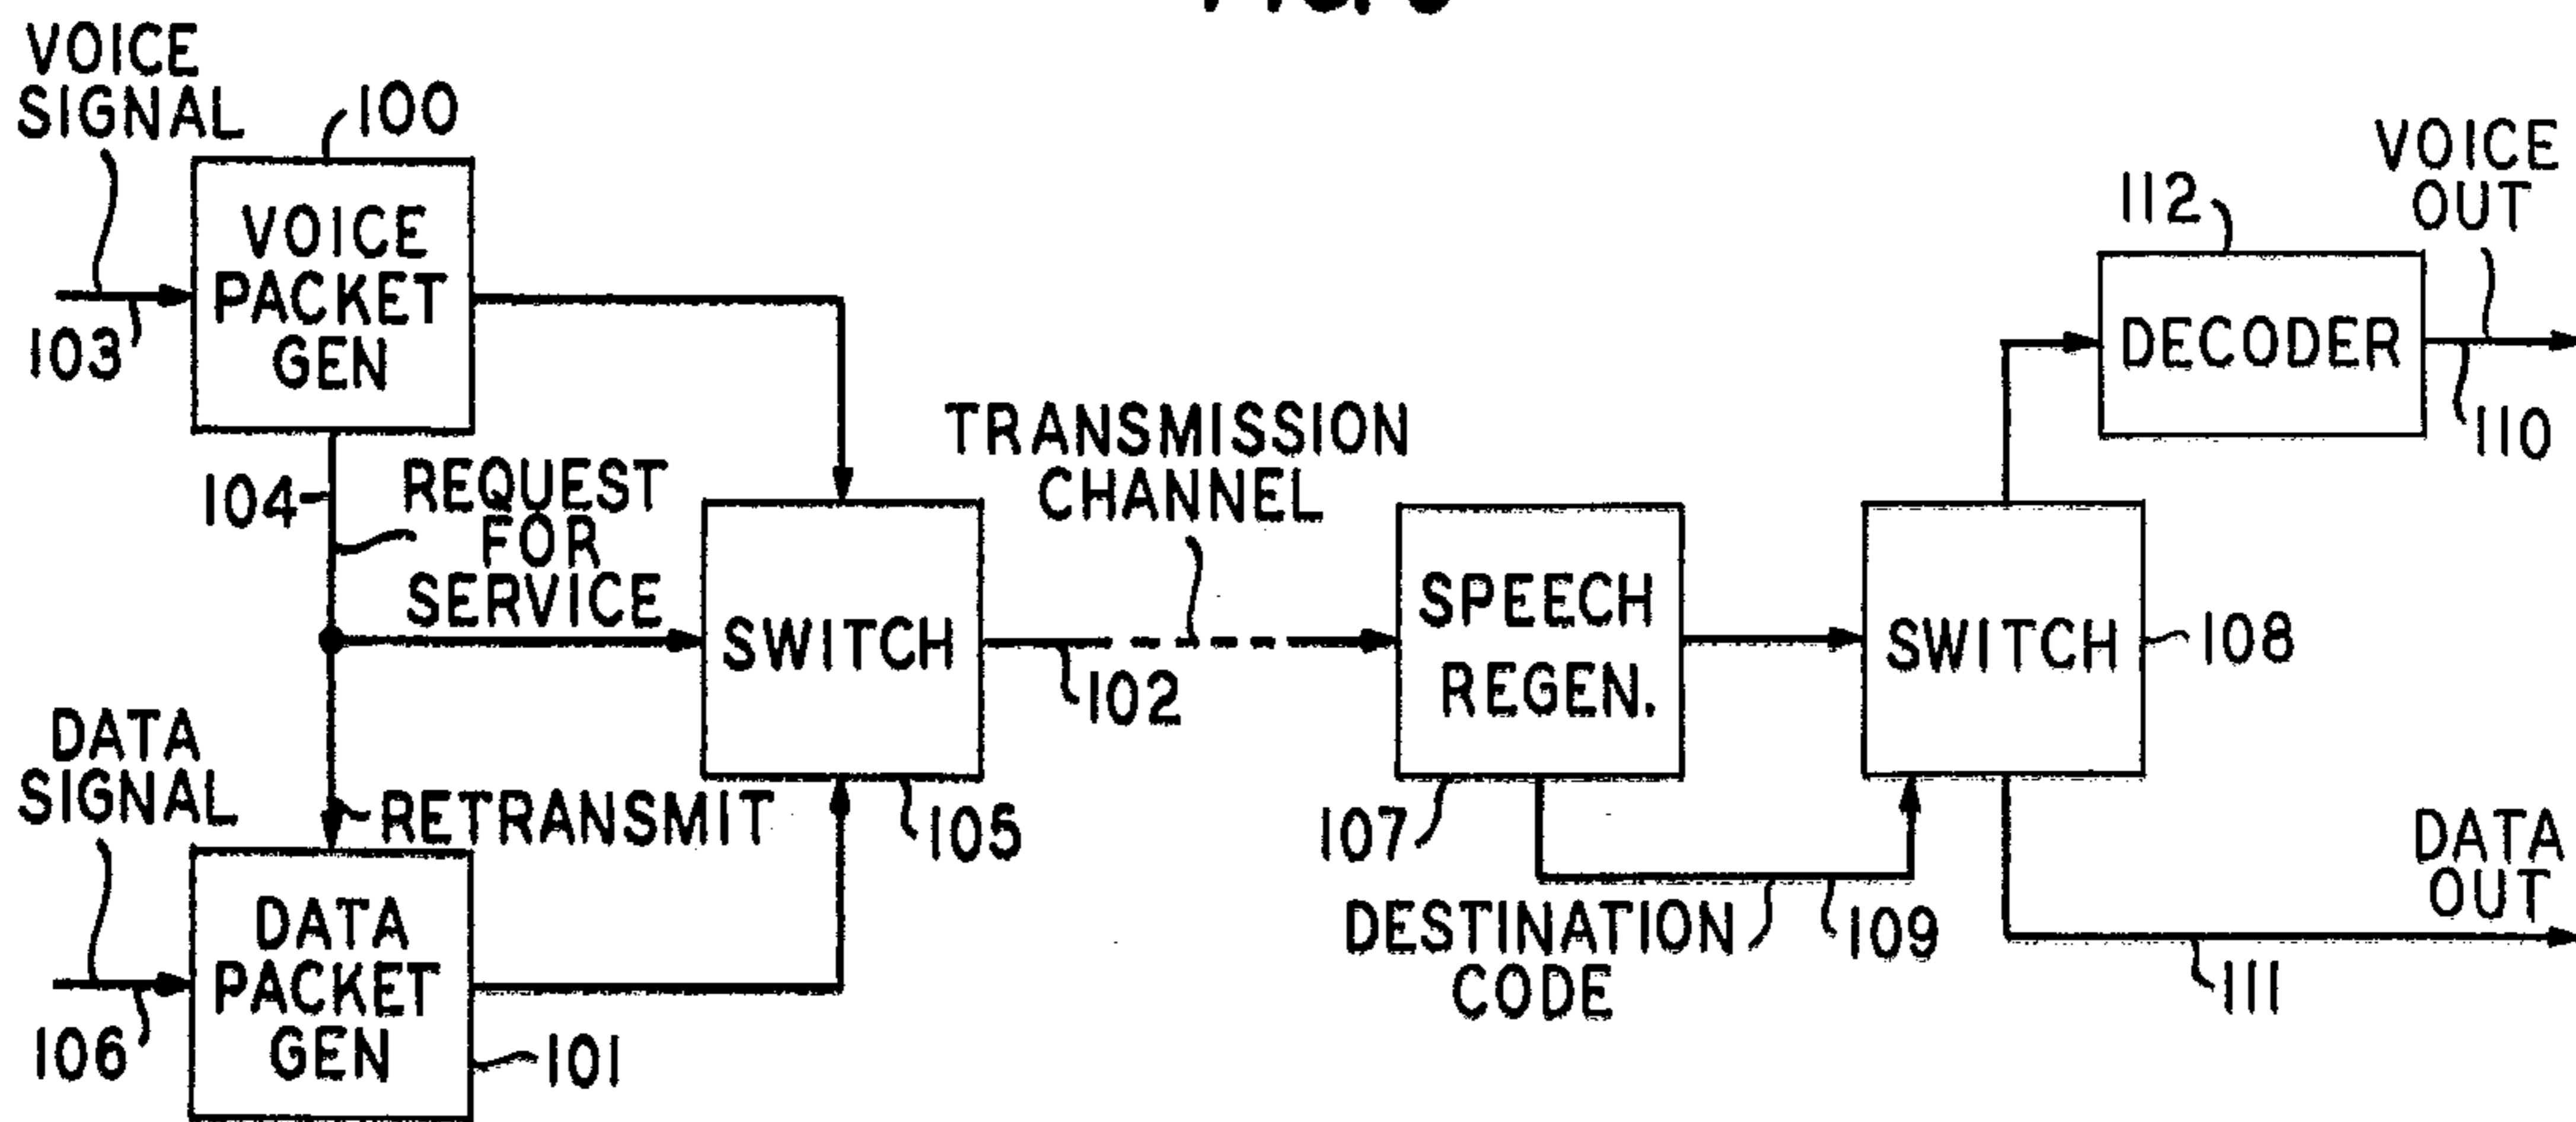 VOICE
SIGNAL
100
VOICE
PACKET
GEN
103
104
REQUEST
FOR
SERVICE
SWITCH
105
TRANSMISSION
CHANNEL
102
RETRANSMIT
DATA
SIGNAL
DATA
PACKET
GEN
106
101
SPEECH
REGEN.
107
DESTINATION
CODE
109
SWITCH
108
112
DECODER
VOICE
OUT
110
DATA
OUT
111